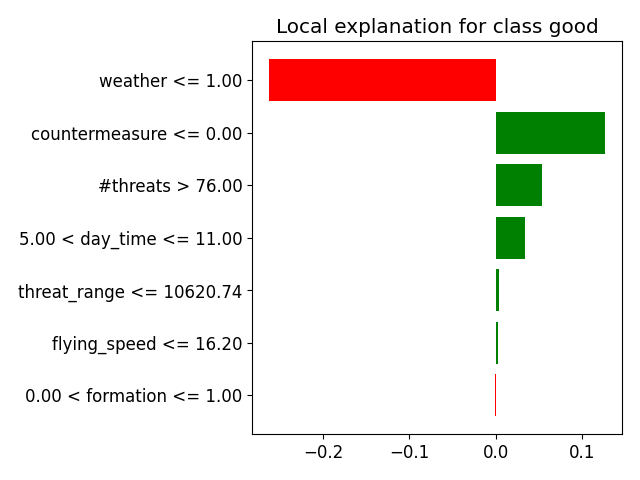 Local explanation for class good
weather <= 1.00
countermeasure <= 0.00
#threats > 76.00
5.00 < day_time <= 11.00
threat_range <= 10620.74
flying_speed <= 16.20
0.00 < formation <= 1.00
−0.2 −0.1 0.0 0.1